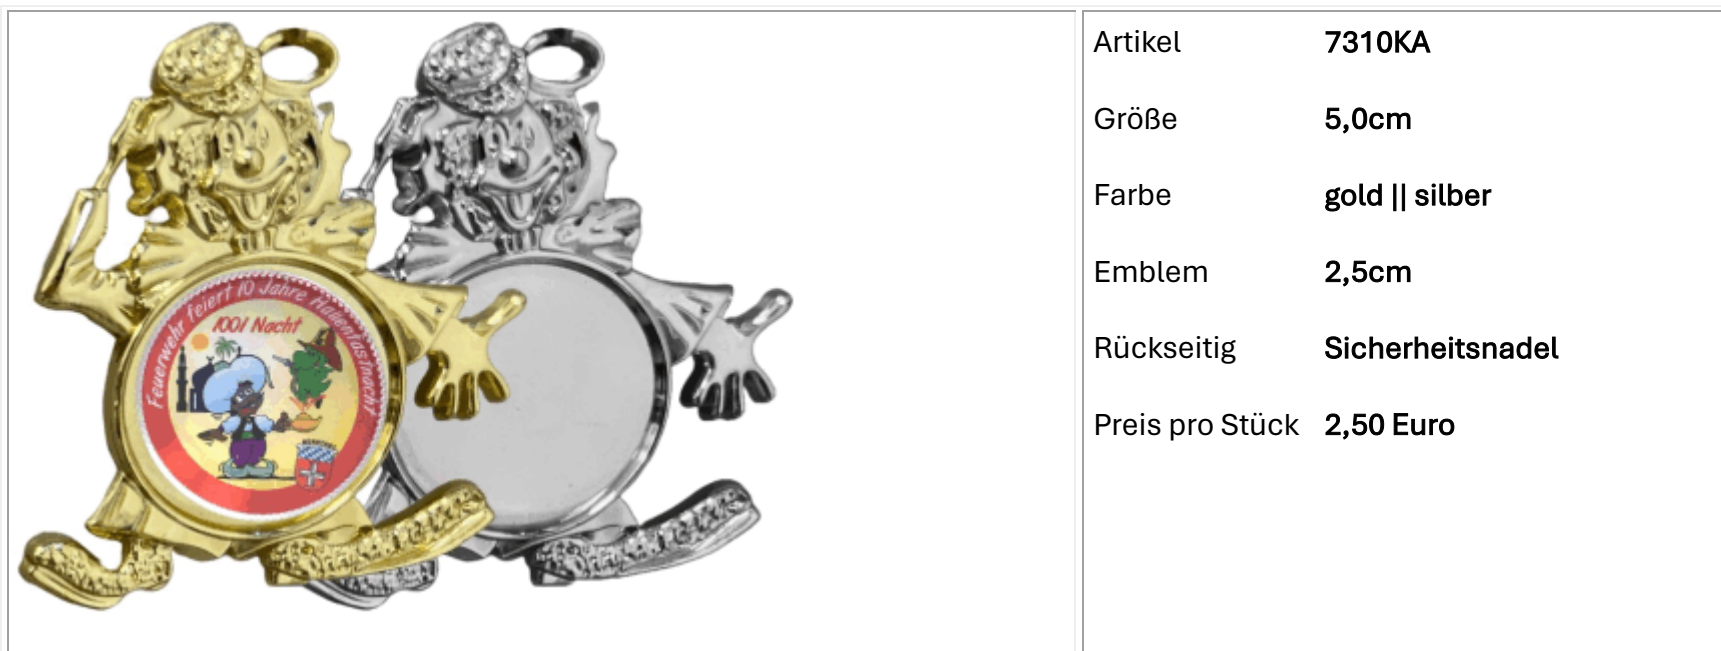 Feuerwehr feiert 10 Jahre Hallenfastnacht
1001 Nacht
Artikel 7310KA
Größe 5,0cm
Farbe gold || silber
Emblem 2,5cm
Rückseitig Sicherheitsnadel
Preis pro Stück 2,50 Euro